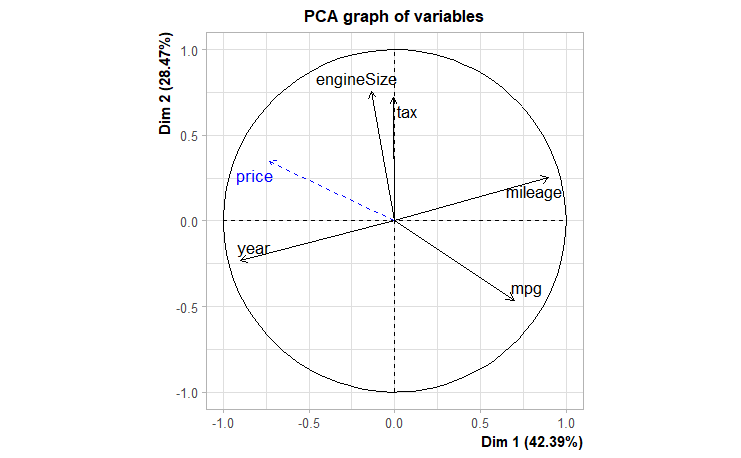 PCA graph of variables
Dim 2 (28.47%)
1.0
0.5
0.0
-0.5
-1.0
engineSize
tax
price
mileage
year
mpg
-1.0
-0.5
0.0
0.5
1.0
Dim 1 (42.39%)